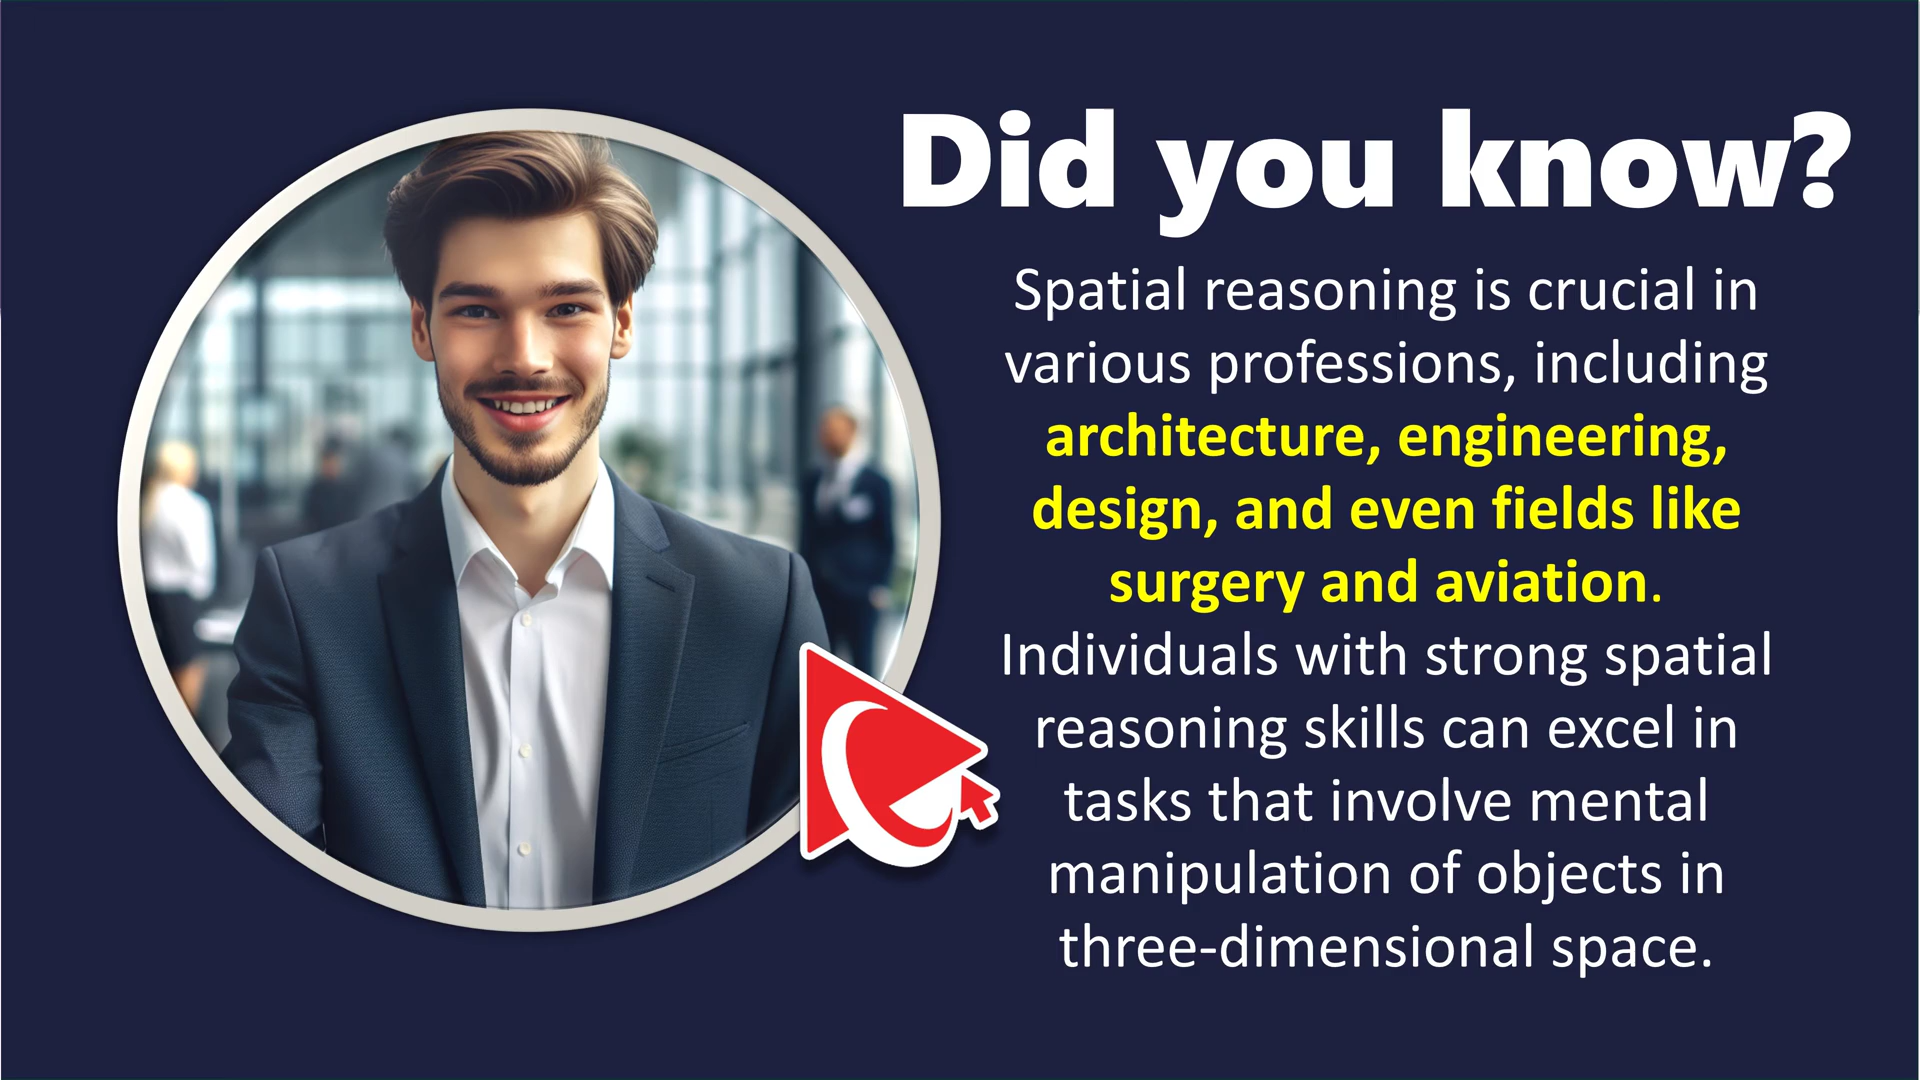 Did you know?
Spatial reasoning is crucial in
various professions, including
architecture, engineering,
design, and even fields like
surgery and aviation.
Individuals with strong spatial
reasoning skills can excel in
tasks that involve mental
manipulation of objects in
three-dimensional space.